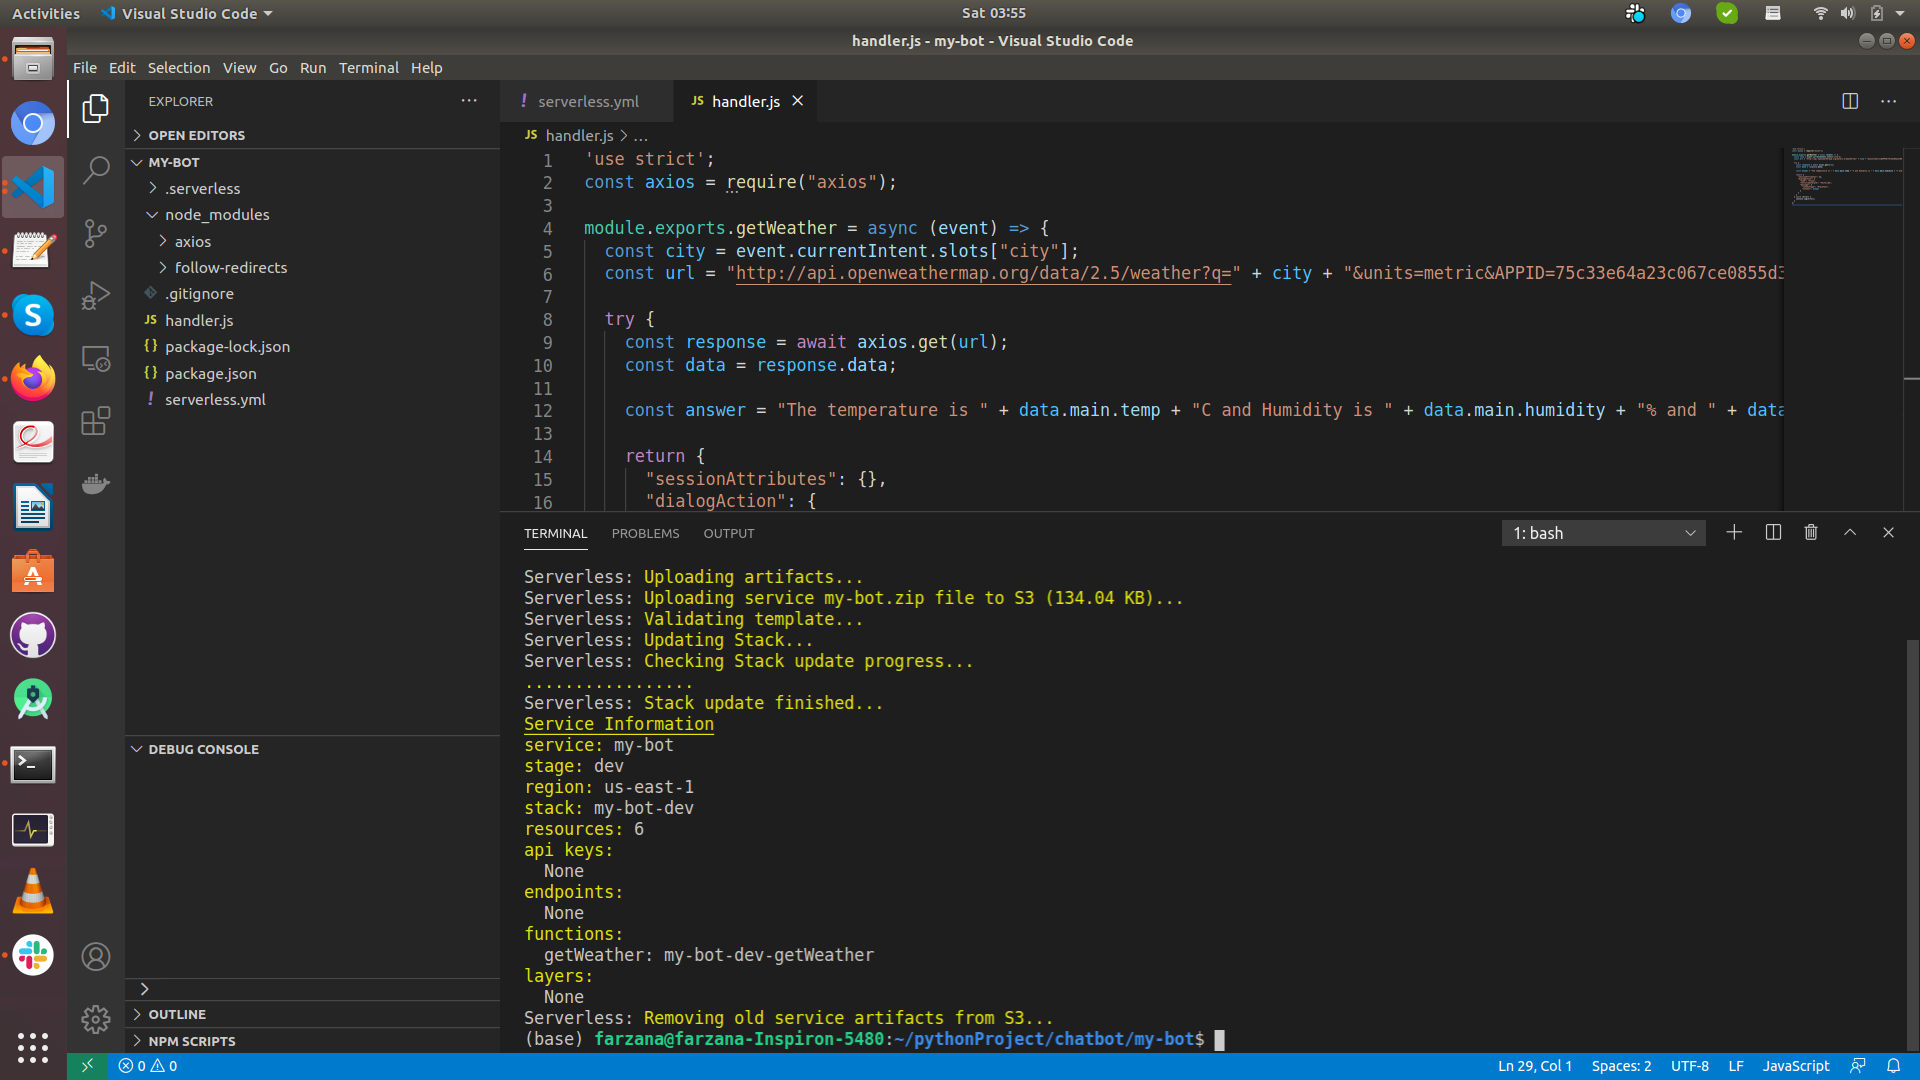 Activities
Visual Studio Code
Sat 03:55
handler.js - my-bot - Visual Studio Code
File Edit Selection View Go Run Terminal Help
EXPLORER
OPEN EDITORS
MY-BOT
.serverless
node_modules
axios
follow-redirects
.gitignore
JS handler.js
{} package-lock.json
{} package.json
! serverless.yml
DEBUG CONSOLE
OUTLINE
NPM SCRIPTS
! serverless.yml
JS handler.js
JS handler.js > ...
1 'use strict';
2 const axios = require("axios");
3
4 module.exports.getWeather = async (event) => {
5 const city = event.currentIntent.slots["city"];
6 const url = "http://api.openweathermap.org/data/2.5/weather?q=" + city + "&units=metric&APPID=75c33e64a23c067ce0855d3
7
8 try {
9 const response = await axios.get(url);
10 const data = response.data;
11
12 const answer = "The temperature is " + data.main.temp + "C and Humidity is " + data.main.humidity + "% and " + data
13
14 return {
15 "sessionAttributes": {},
16 "dialogAction": {
TERMINAL PROBLEMS OUTPUT
1: bash
Serverless: Uploading artifacts...
Serverless: Uploading service my-bot.zip file to S3 (134.04 KB)...
Serverless: Validating template...
Serverless: Updating Stack...
Serverless: Checking Stack update progress...
.................
Serverless: Stack update finished...
Service Information
service: my-bot
stage: dev
region: us-east-1
stack: my-bot-dev
resources: 6
api keys:
None
endpoints:
None
functions:
getWeather: my-bot-dev-getWeather
layers:
None
Serverless: Removing old service artifacts from S3...
(base) farzana@farzana-Inspiron-5480:~/pythonProject/chatbot/my-bot$
0 0
Ln 29, Col 1
Spaces: 2
UTF-8
LF
JavaScript